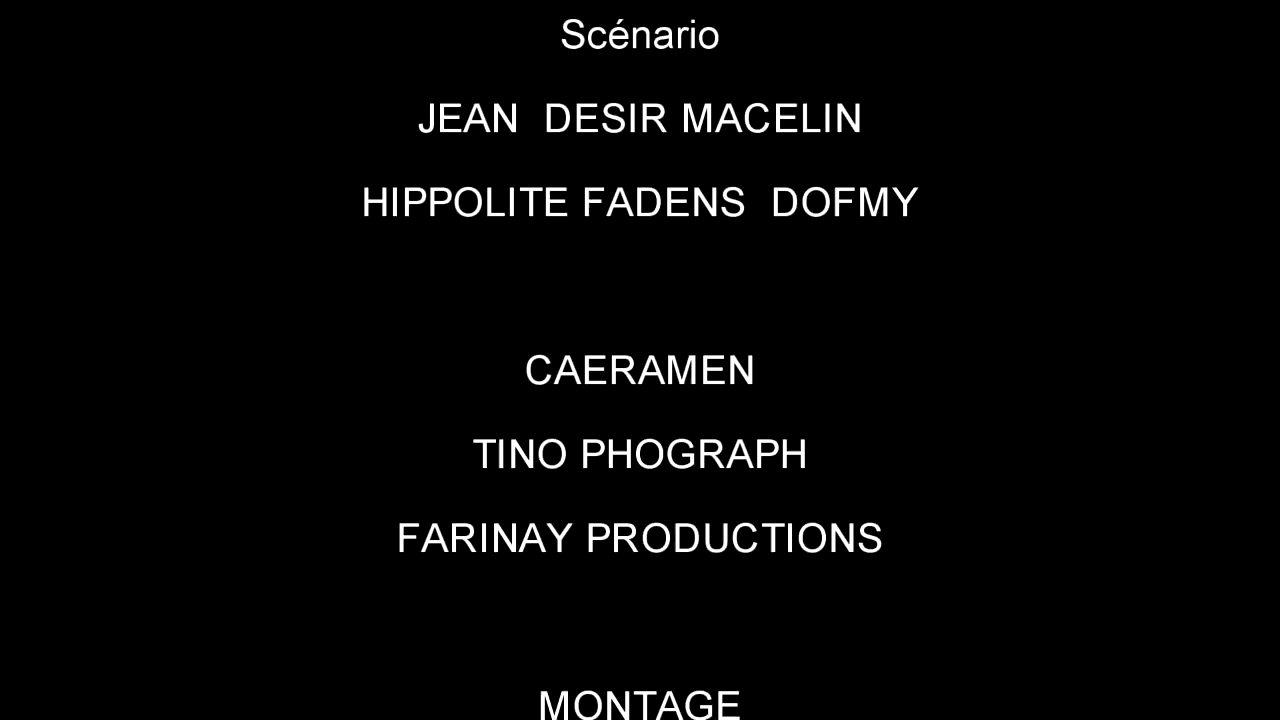 Scénario
JEAN  DESIR MACELIN
HIPPOLITE FADENS  DOFMY
CAERAMEN
TINO PHOGRAPH
FARINAY PRODUCTIONS
MONTAGE